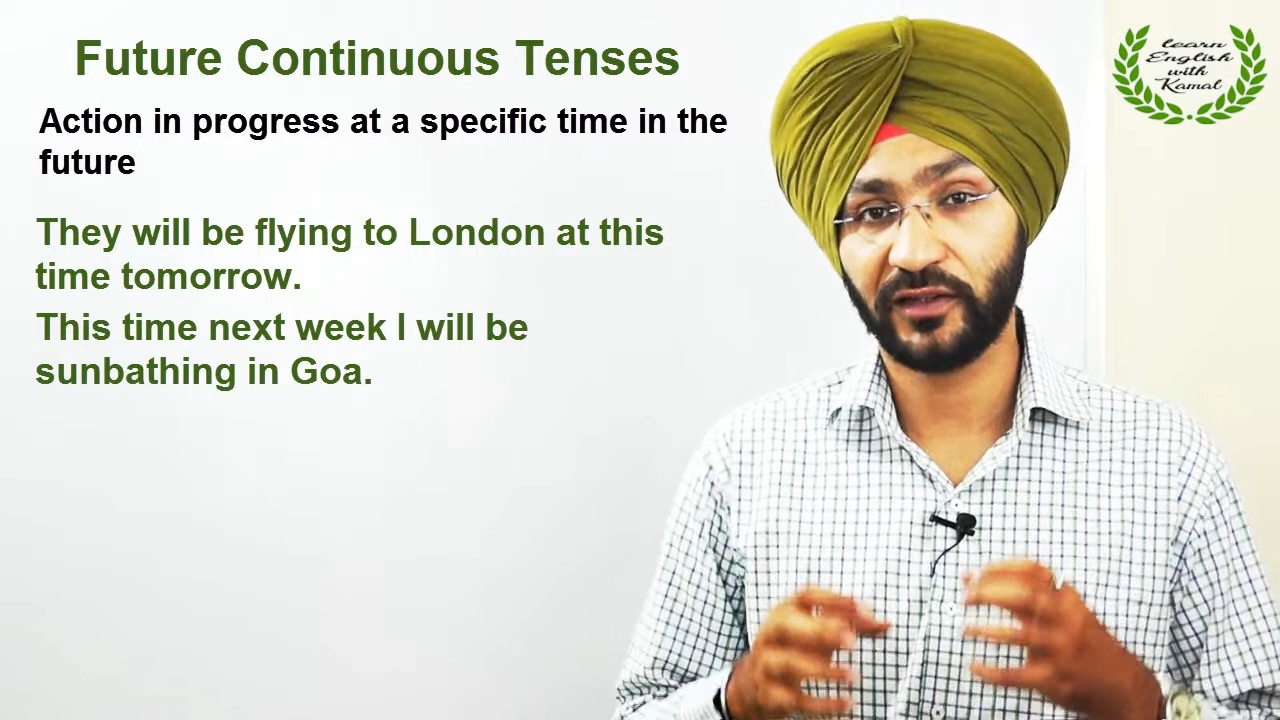 Future Continuous Tenses
Action in progress at a specific time in the
future
They will be flying to London at this
time tomorrow.
This time next week I will be
sunbathing in Goa.
learn
English
with
Kamal